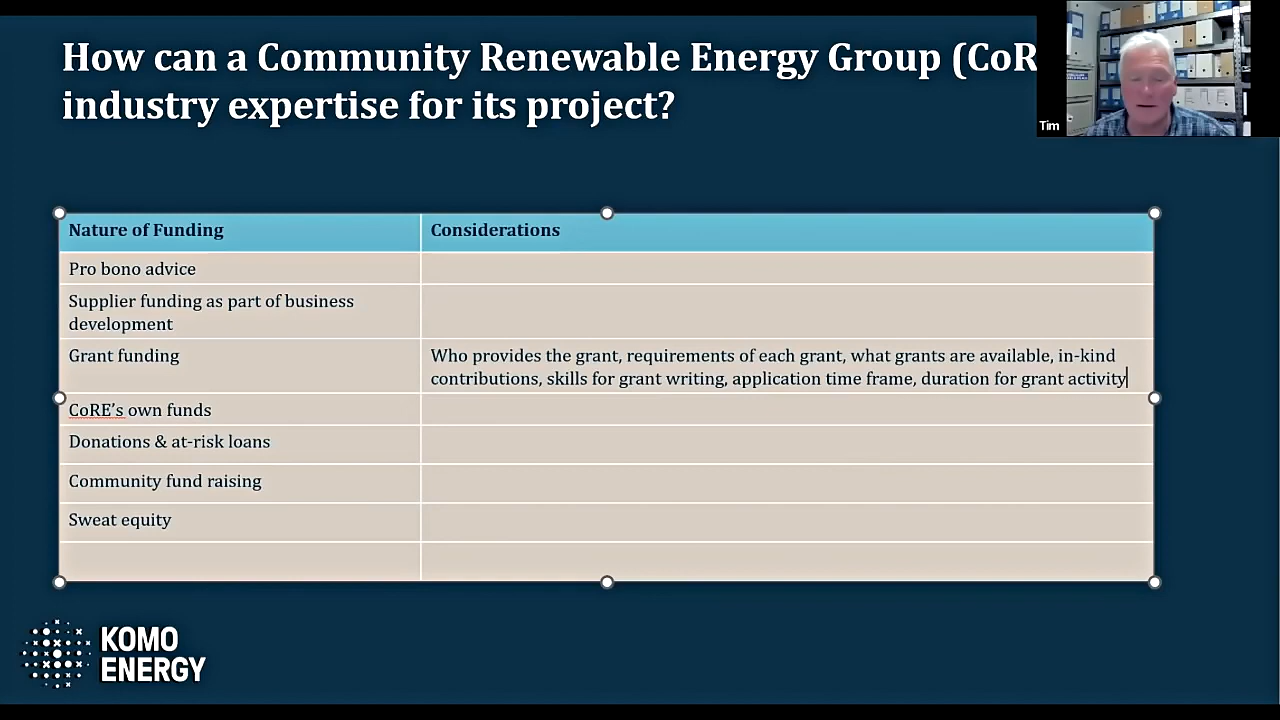 How can a Community Renewable Energy Group (CoR
industry expertise for its project?
Tim
Nature of Funding
Considerations
Pro bono advice
Supplier funding as part of business
development
Grant funding
Who provides the grant, requirements of each grant, what grants are available, in-kind
contributions, skills for grant writing, application time frame, duration for grant activity
CoRE’s own funds
Donations & at-risk loans
Community fund raising
Sweat equity
KOMO
ENERGY